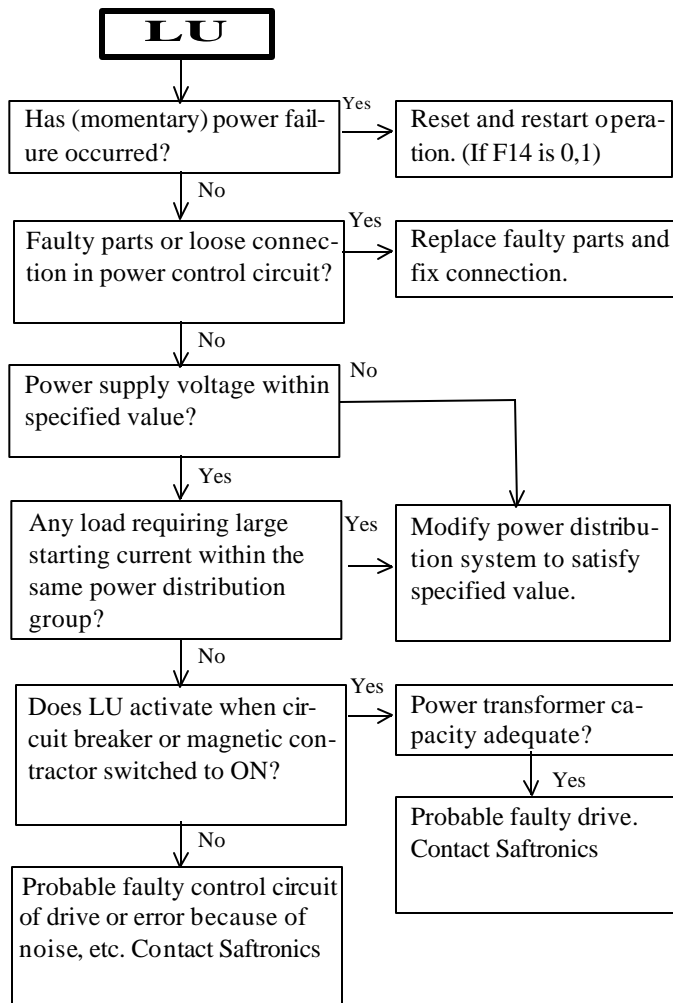 LU
Has (momentary) power fail-
ure occurred?
Yes
Reset and restart opera-
tion. (If F14 is 0,1)
No
Faulty parts or loose connec-
tion in power control circuit?
Yes
Replace faulty parts and
fix connection.
No
Power supply voltage within
specified value?
No
Yes
Any load requiring large
starting current within the
same power distribution
group?
Yes
Modify power distribu-
tion system to satisfy
specified value.
No
Does LU activate when cir-
cuit breaker or magnetic con-
tractor switched to ON?
Yes
Power transformer ca-
pacity adequate?
Yes
Probable faulty drive.
Contact Saftronics
No
Probable faulty control circuit
of drive or error because of
noise, etc. Contact Saftronics